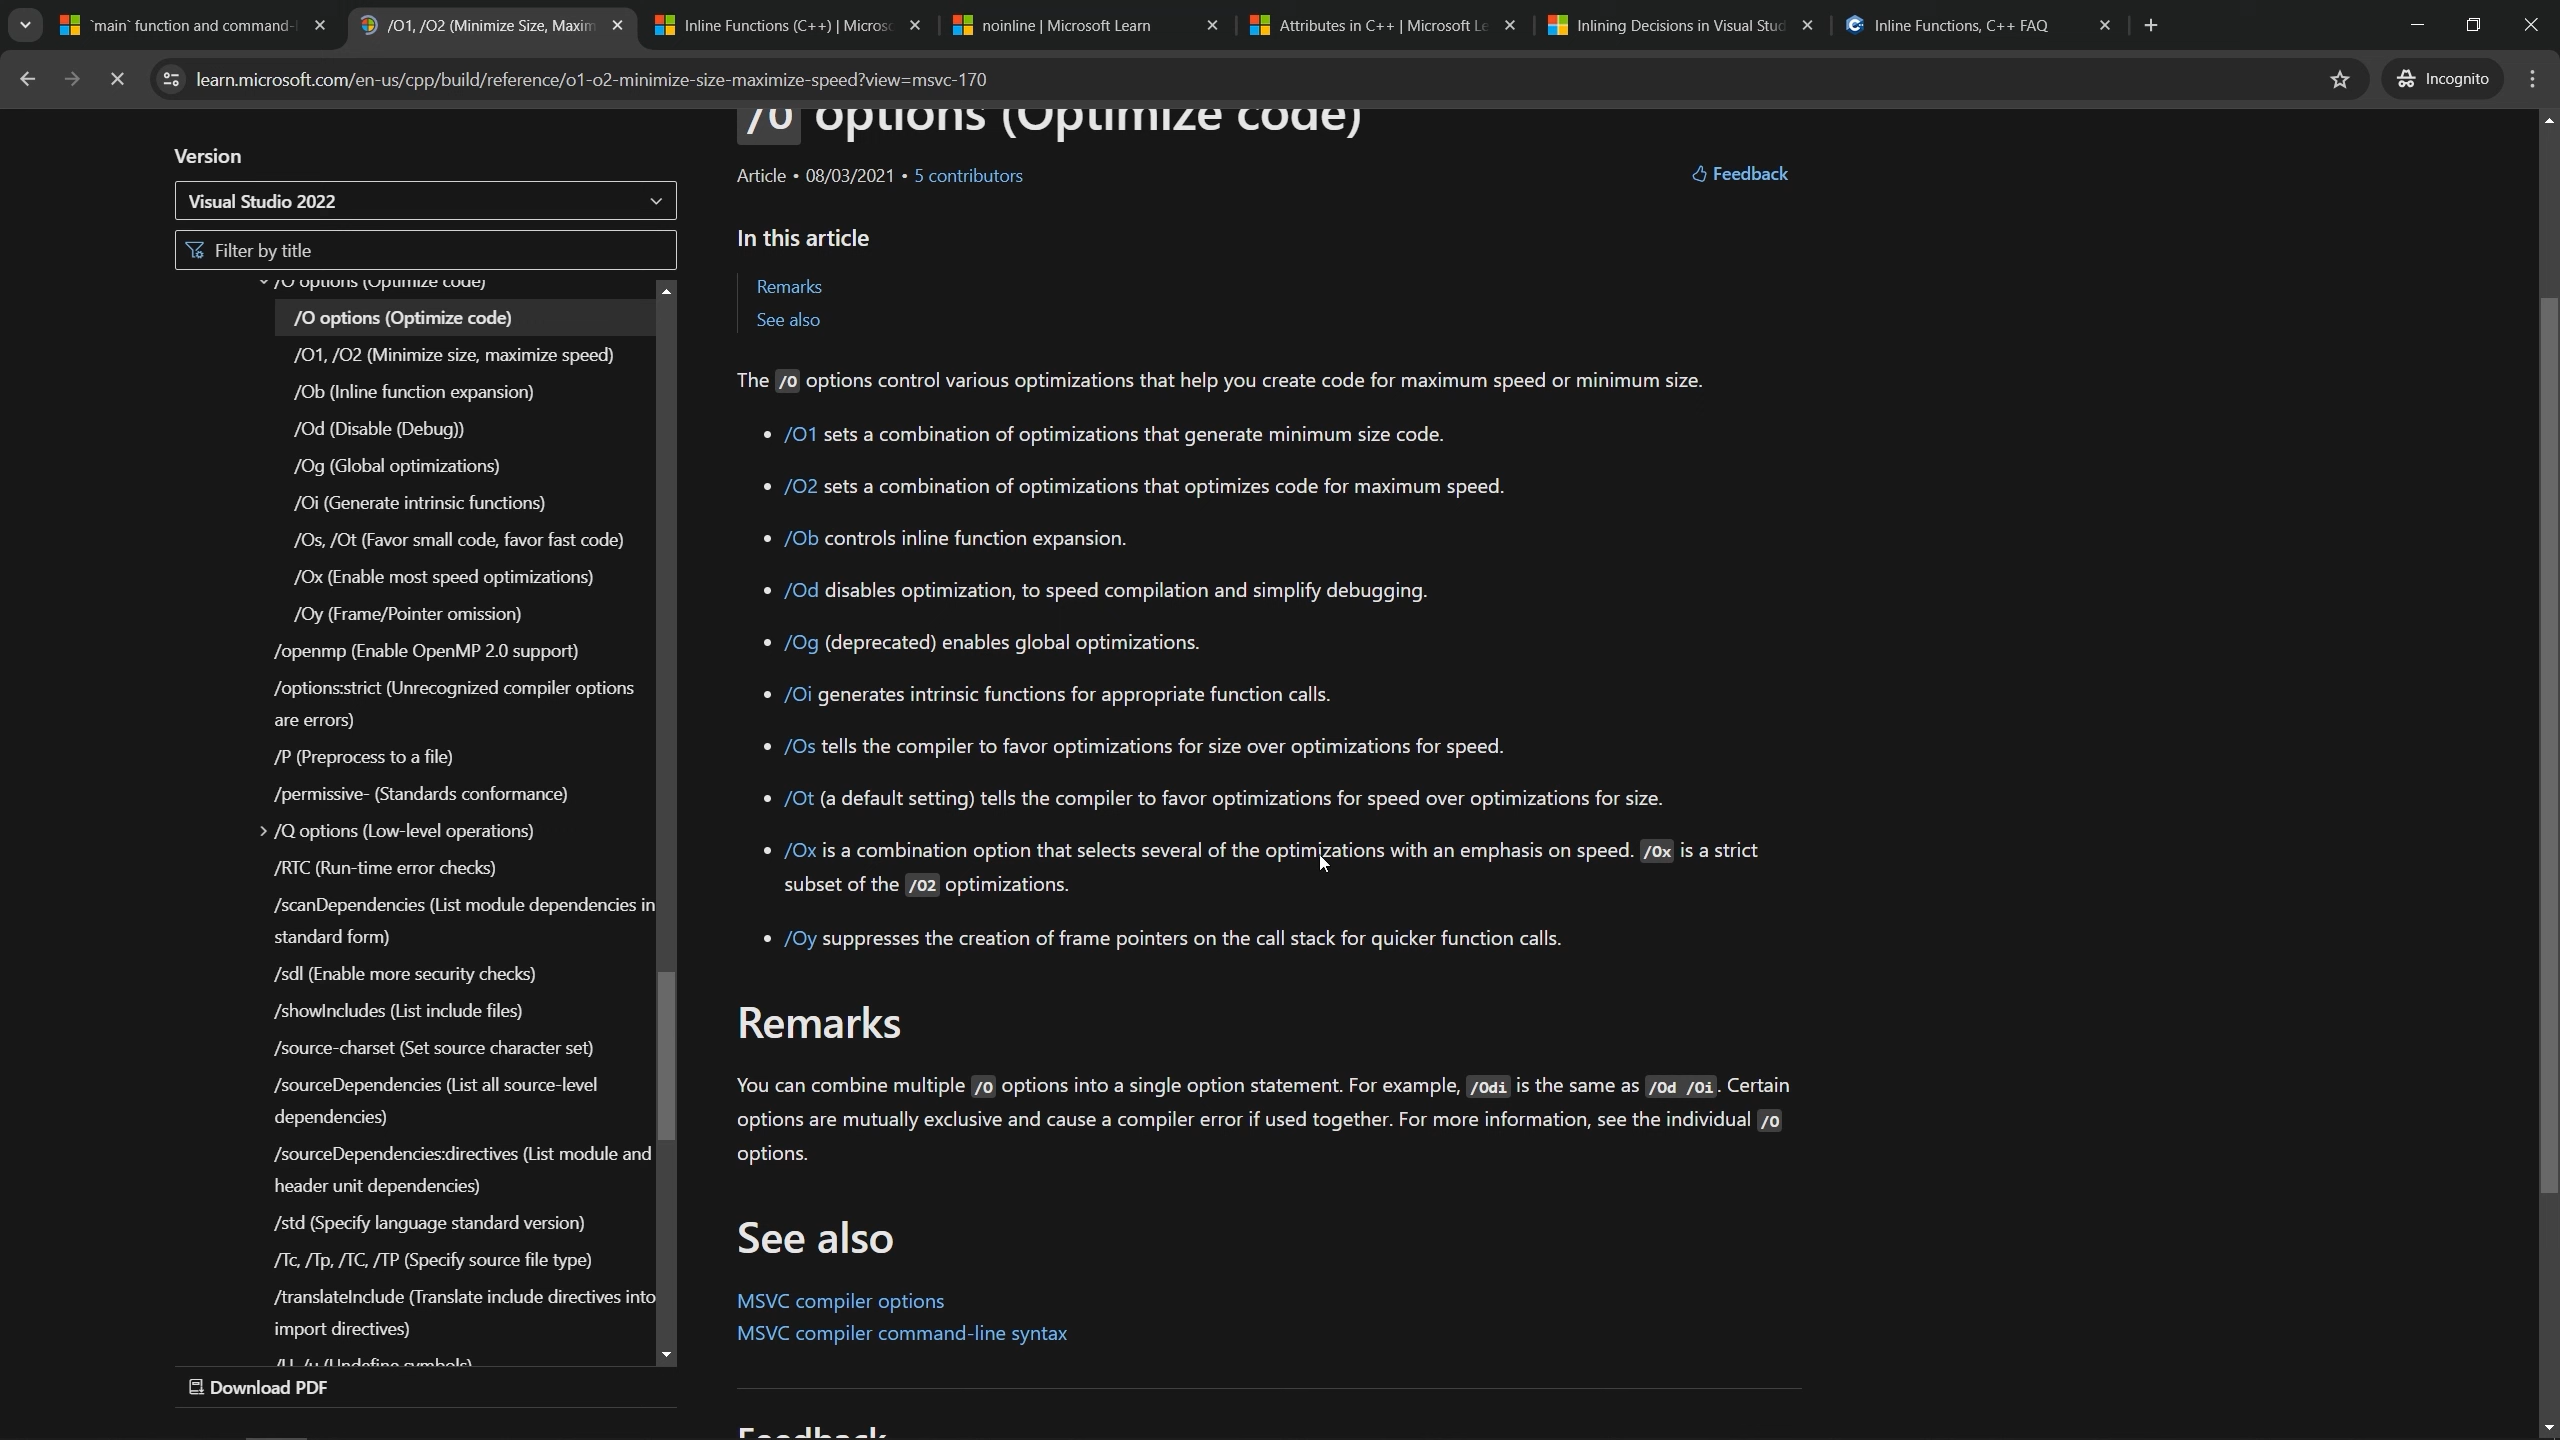 `main` function and command-l
/O1, /O2 (Minimize Size, Maxim
Inline Functions (C++) | Microsc
noinline | Microsoft Learn
Attributes in C++ | Microsoft Le
Inlining Decisions in Visual Stud
Inline Functions, C++ FAQ
learn.microsoft.com/en-us/cpp/build/reference/o1-o2-minimize-size-maximize-speed?view=msvc-170
Incognito
Version
Visual Studio 2022
Filter by title
/O options (Optimize code)
/O options (Optimize code)
/O1, /O2 (Minimize size, maximize speed)
/Ob (Inline function expansion)
/Od (Disable (Debug))
/Og (Global optimizations)
/Oi (Generate intrinsic functions)
/Os, /Ot (Favor small code, favor fast code)
/Ox (Enable most speed optimizations)
/Oy (Frame/Pointer omission)
/openmp (Enable OpenMP 2.0 support)
/options:strict (Unrecognized compiler options
are errors)
/P (Preprocess to a file)
/permissive- (Standards conformance)
/Q options (Low-level operations)
/RTC (Run-time error checks)
/scanDependencies (List module dependencies in
standard form)
/sdl (Enable more security checks)
/showIncludes (List include files)
/source-charset (Set source character set)
/sourceDependencies (List all source-level
dependencies)
/sourceDependencies:directives (List module and
header unit dependencies)
/std (Specify language standard version)
/Tc, /Tp, /TC, /TP (Specify source file type)
/translateInclude (Translate include directives into
import directives)
/U, /u (Undefine symbols)
Download PDF
/O options (Optimize code)
Article • 08/03/2021 • 5 contributors
Feedback
In this article
Remarks
See also
The /O options control various optimizations that help you create code for maximum speed or minimum size.
• /O1 sets a combination of optimizations that generate minimum size code.
• /O2 sets a combination of optimizations that optimizes code for maximum speed.
• /Ob controls inline function expansion.
• /Od disables optimization, to speed compilation and simplify debugging.
• /Og (deprecated) enables global optimizations.
• /Oi generates intrinsic functions for appropriate function calls.
• /Os tells the compiler to favor optimizations for size over optimizations for speed.
• /Ot (a default setting) tells the compiler to favor optimizations for speed over optimizations for size.
• /Ox is a combination option that selects several of the optimizations with an emphasis on speed. /Ox is a strict
subset of the /O2 optimizations.
• /Oy suppresses the creation of frame pointers on the call stack for quicker function calls.
Remarks
You can combine multiple /O options into a single option statement. For example, /Odi is the same as /Od /Oi. Certain
options are mutually exclusive and cause a compiler error if used together. For more information, see the individual /O
options.
See also
MSVC compiler options
MSVC compiler command-line syntax
Feedback